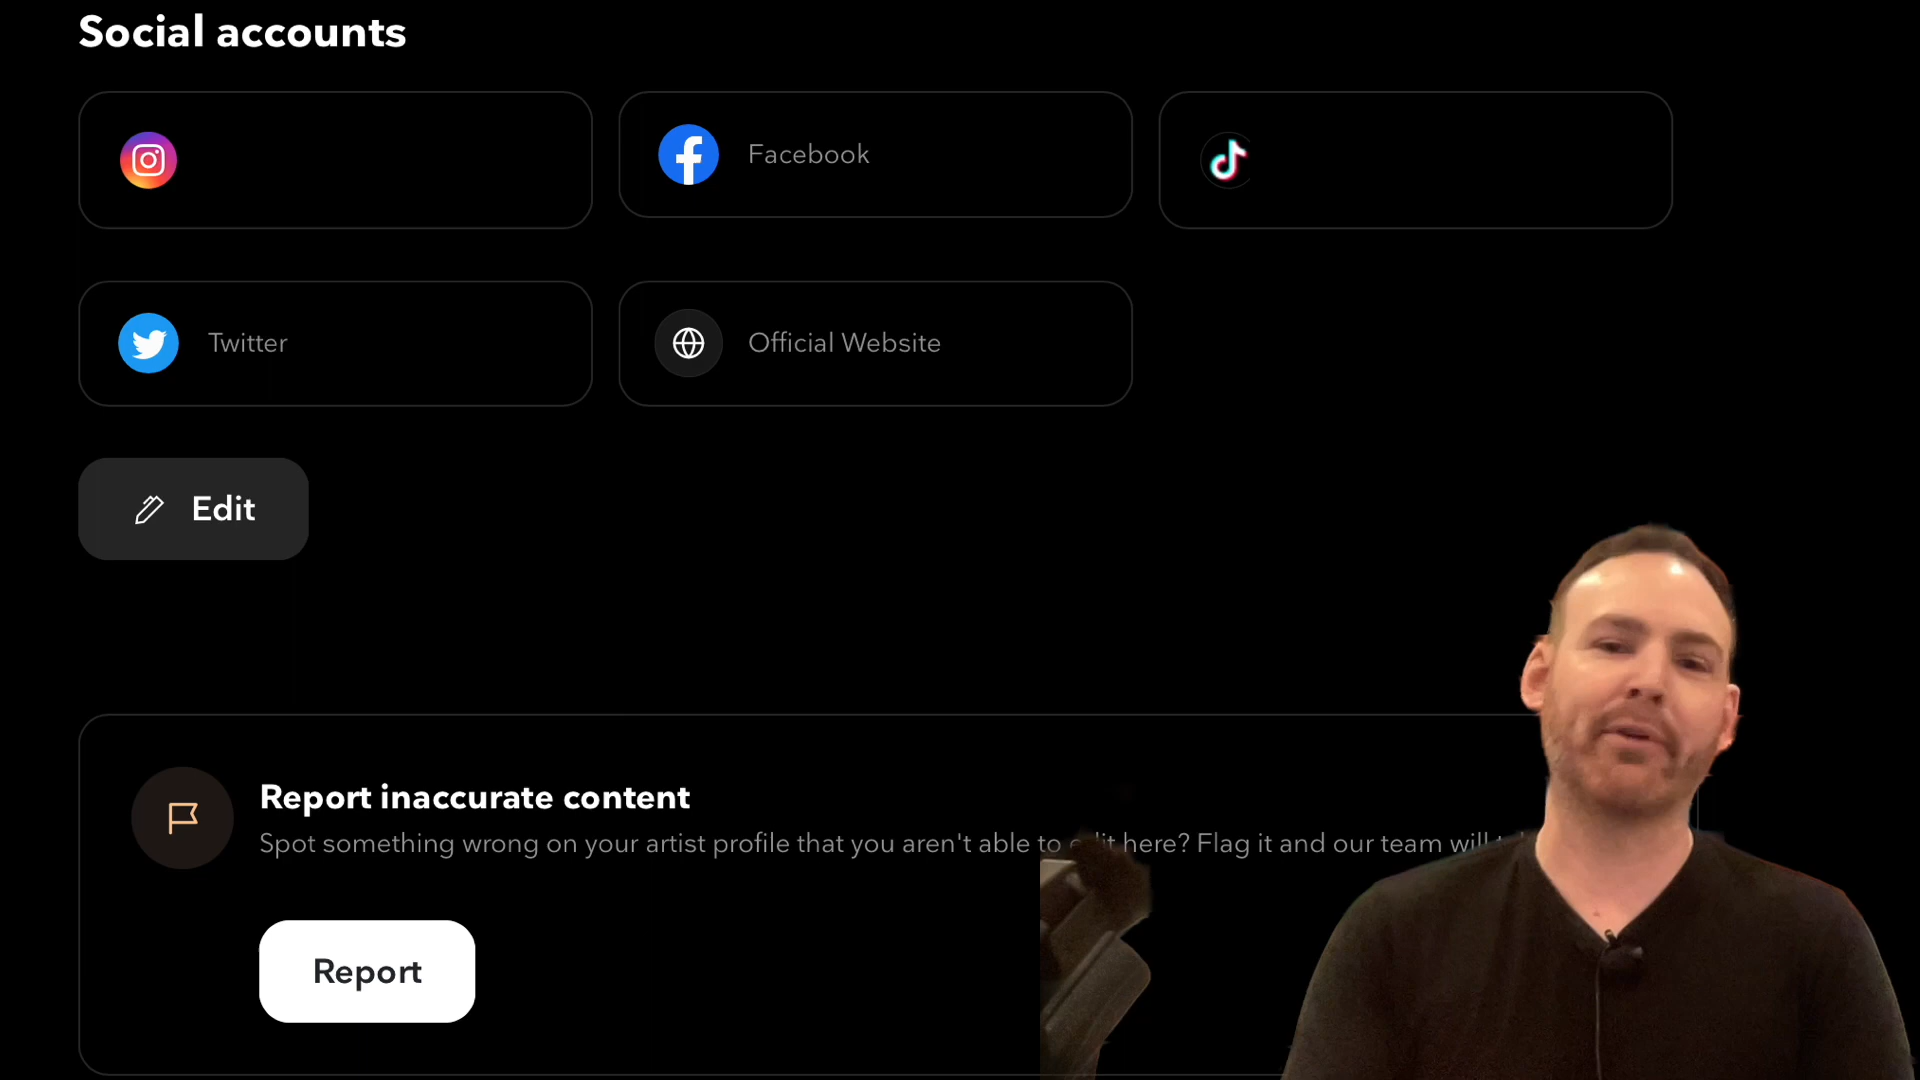 Social accounts
Facebook
Twitter
Official Website
Edit
Report inaccurate content
Spot something wrong on your artist profile that you aren't able to edit here? Flag it and our team will
Report